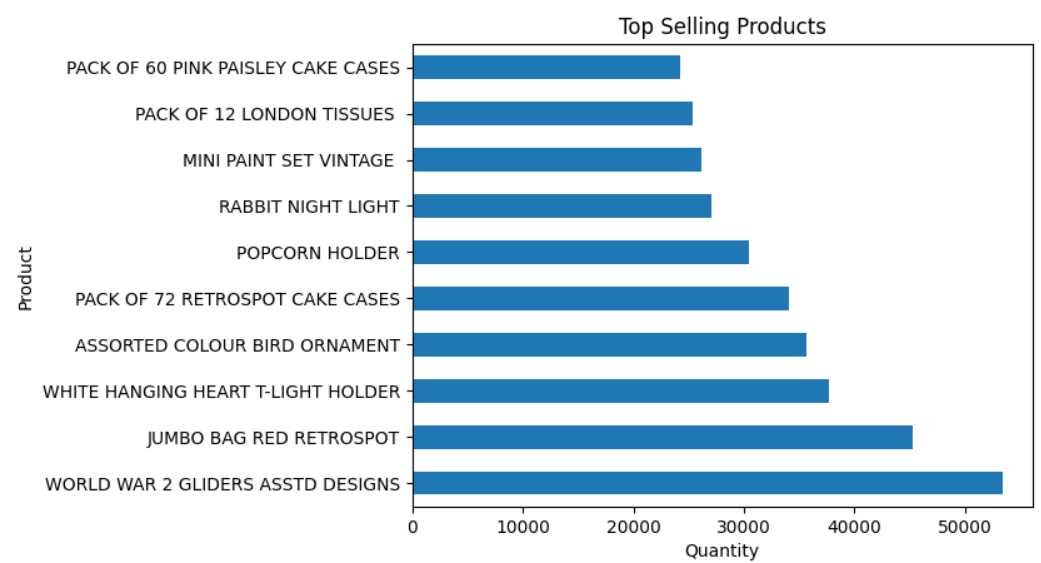 Top Selling Products
PACK OF 60 PINK PAISLEY CAKE CASES
PACK OF 12 LONDON TISSUES
MINI PAINT SET VINTAGE
RABBIT NIGHT LIGHT
POPCORN HOLDER
PACK OF 72 RETROSPOT CAKE CASES
ASSORTED COLOUR BIRD ORNAMENT
WHITE HANGING HEART T-LIGHT HOLDER
JUMBO BAG RED RETROSPOT
WORLD WAR 2 GLIDERS ASSTD DESIGNS
Product
0 10000 20000 30000 40000 50000
Quantity